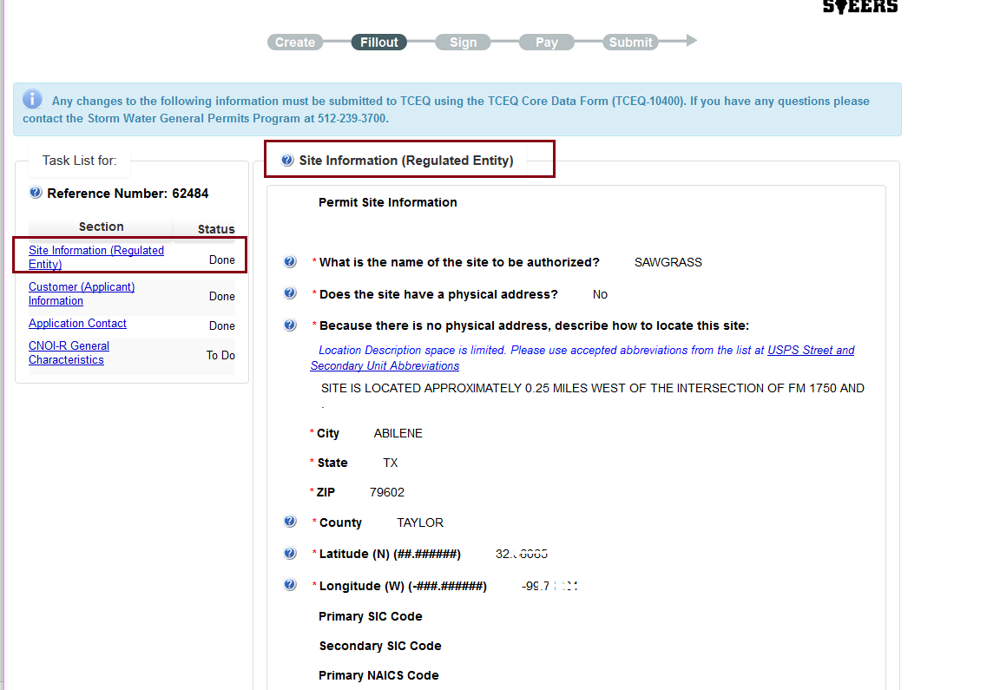 STEERS
Create Fillout Sign Pay Submit
Any changes to the following information must be submitted to TCEQ using the TCEQ Core Data Form (TCEQ-10400). If you have any questions please
contact the Storm Water General Permits Program at 512-239-3700.
Task List for:
Reference Number: 62484
Section Status
Site Information (Regulated
Entity) Done
Customer (Applicant)
Information Done
Application Contact Done
CNOI-R General
Characteristics To Do
Site Information (Regulated Entity)
Permit Site Information
* What is the name of the site to be authorized? SAWGRASS
* Does the site have a physical address? No
* Because there is no physical address, describe how to locate this site:
Location Description space is limited. Please use accepted abbreviations from the list at USPS Street and
Secondary Unit Abbreviations
SITE IS LOCATED APPROXIMATELY 0.25 MILES WEST OF THE INTERSECTION OF FM 1750 AND
.
* City ABILENE
* State TX
* ZIP 79602
* County TAYLOR
* Latitude (N) (##.######)
* Longitude (W) (-###.######)
Primary SIC Code
Secondary SIC Code
Primary NAICS Code